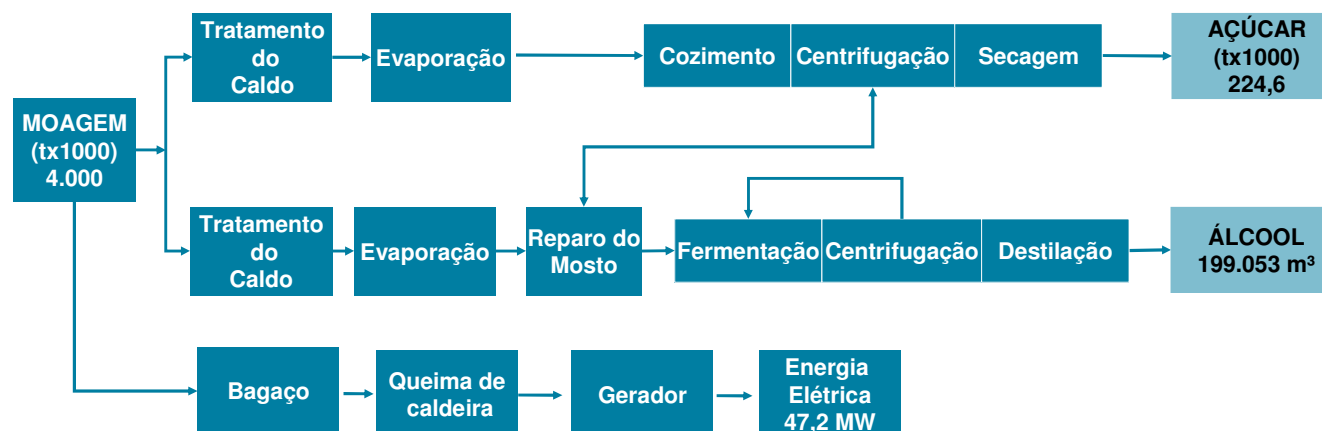 MOAGEM
(tx1000)
4.000
Tratamento
do
Caldo
Evaporação
Cozimento
Centrifugação
Secagem
AÇÚCAR
(tx1000)
224,6
Tratamento
do
Caldo
Evaporação
Reparo do
Mosto
Fermentação
Centrifugação
Destilação
ÁLCOOL
199.053 m³
Bagaço
Queima de
caldeira
Gerador
Energia
Elétrica
47,2 MW